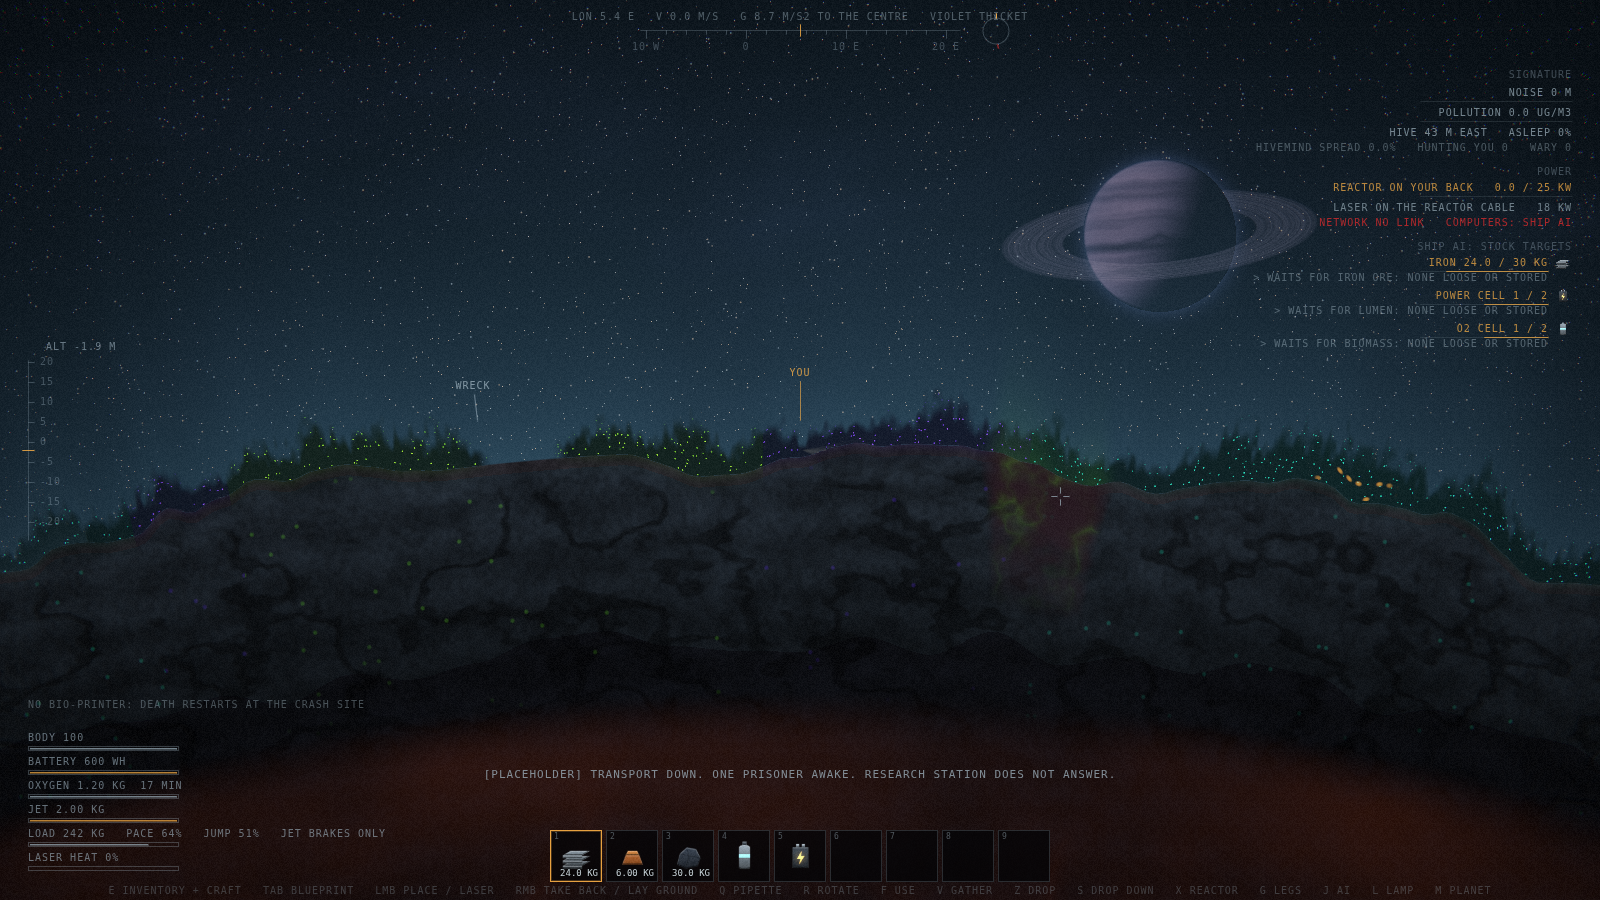 LON 5.4 E   V 0.0 M/S   G 8.7 M/S2 TO THE CENTRE   VIOLET THICKET
10 W   0   10 E   20 E
SIGNATURE
NOISE 0 M
POLLUTION 0.0 UG/M3
HIVE 43 M EAST   ASLEEP 0%
HIVEMIND SPREAD 0.0%   HUNTING YOU 0   WARY 0
POWER
REACTOR ON YOUR BACK   0.0 / 25 KW
LASER ON THE REACTOR CABLE   18 KW
NETWORK NO LINK   COMPUTERS: SHIP AI
SHIP AI: STOCK TARGETS
IRON 24.0 / 30 KG
> WAITS FOR IRON ORE: NONE LOOSE OR STORED
POWER CELL 1 / 2
> WAITS FOR LUMEN: NONE LOOSE OR STORED
O2 CELL 1 / 2
> WAITS FOR BIOMASS: NONE LOOSE OR STORED
ALT -1.9 M
20
15
10
5
0
-5
-10
-15
-20
WRECK
YOU
NO BIO-PRINTER: DEATH RESTARTS AT THE CRASH SITE
BODY 100
BATTERY 600 WH
OXYGEN 1.20 KG   17 MIN
JET 2.00 KG
LOAD 242 KG   PACE 64%   JUMP 51%   JET BRAKES ONLY
LASER HEAT 0%
[PLACEHOLDER] TRANSPORT DOWN. ONE PRISONER AWAKE. RESEARCH STATION DOES NOT ANSWER.
1 2 3 4 5 6 7 8 9
24.0 KG   6.00 KG   30.0 KG
E INVENTORY + CRAFT   TAB BLUEPRINT   LMB PLACE / LASER   RMB TAKE BACK / LAY GROUND   Q PIPETTE   R ROTATE   F USE   V GATHER   Z DROP   S DROP DOWN   X REACTOR   G LEGS   J AI   L LAMP   M PLANET